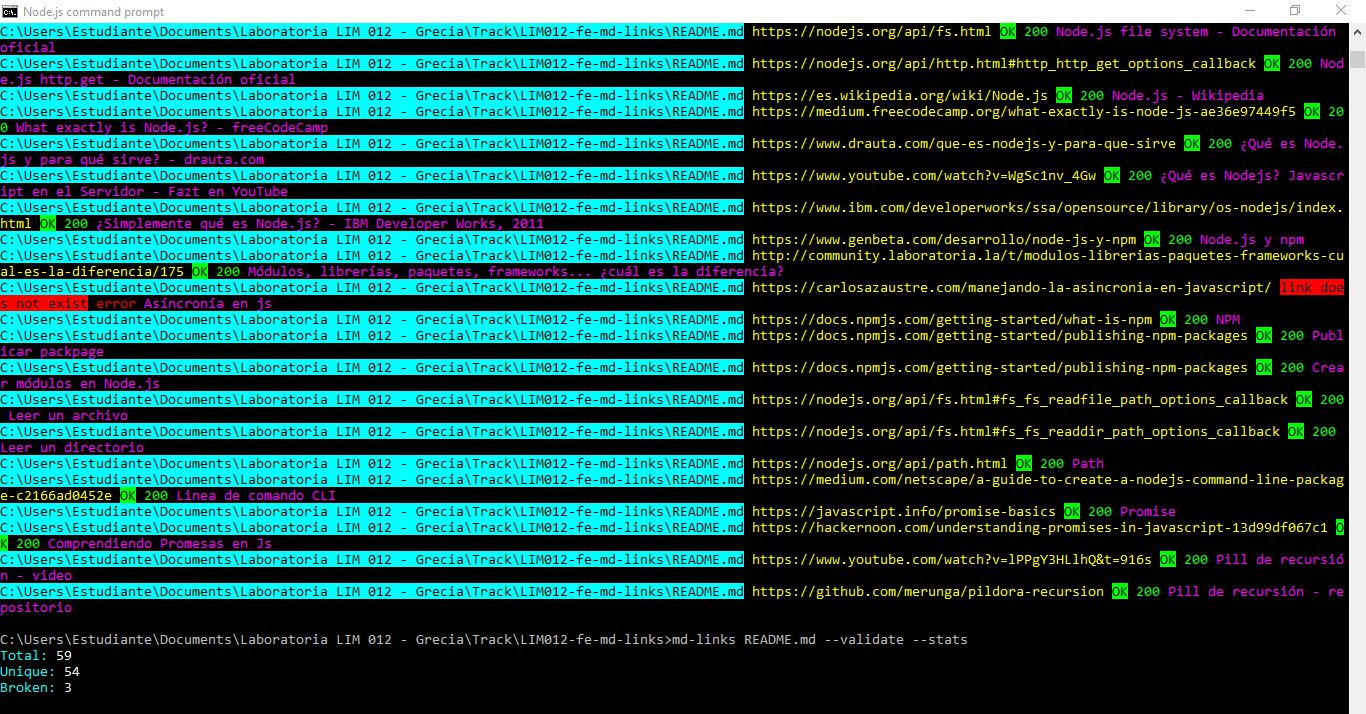 Node.js command prompt
C:\Users\Estudiante\Documents\Laboratoria LIM 012 - Grecia\Track\LIM012-fe-md-links\README.md https://nodejs.org/api/fs.html OK 200 Node.js file system - Documentación
oficial
C:\Users\Estudiante\Documents\Laboratoria LIM 012 - Grecia\Track\LIM012-fe-md-links\README.md https://nodejs.org/api/http.html#http_http_get_options_callback OK 200 Nod
e.js http.get - Documentación oficial
C:\Users\Estudiante\Documents\Laboratoria LIM 012 - Grecia\Track\LIM012-fe-md-links\README.md https://es.wikipedia.org/wiki/Node.js OK 200 Node.js - Wikipedia
C:\Users\Estudiante\Documents\Laboratoria LIM 012 - Grecia\Track\LIM012-fe-md-links\README.md https://medium.freecodecamp.org/what-exactly-is-node-js-ae36e97449f5 OK 20
0 What exactly is Node.js? - freeCodeCamp
C:\Users\Estudiante\Documents\Laboratoria LIM 012 - Grecia\Track\LIM012-fe-md-links\README.md https://www.drauta.com/que-es-nodejs-y-para-que-sirve OK 200 ¿Qué es Node.
js y para qué sirve? - drauta.com
C:\Users\Estudiante\Documents\Laboratoria LIM 012 - Grecia\Track\LIM012-fe-md-links\README.md https://www.youtube.com/watch?v=WgSc1nv_4Gw OK 200 ¿Qué es Nodejs? Javascr
ipt en el Servidor - Fazt en YouTube
C:\Users\Estudiante\Documents\Laboratoria LIM 012 - Grecia\Track\LIM012-fe-md-links\README.md https://www.ibm.com/developerworks/ssa/opensource/library/os-nodejs/index.
html OK 200 ¿Simplemente qué es Node.js? - IBM Developer Works, 2011
C:\Users\Estudiante\Documents\Laboratoria LIM 012 - Grecia\Track\LIM012-fe-md-links\README.md https://www.genbeta.com/desarrollo/node-js-y-npm OK 200 Node.js y npm
C:\Users\Estudiante\Documents\Laboratoria LIM 012 - Grecia\Track\LIM012-fe-md-links\README.md http://community.laboratoria.la/t/modulos-librerias-paquetes-frameworks-cu
al-es-la-diferencia/175 OK 200 Módulos, librerías, paquetes, frameworks... ¿cuál es la diferencia?
C:\Users\Estudiante\Documents\Laboratoria LIM 012 - Grecia\Track\LIM012-fe-md-links\README.md https://carlosazaustre.com/manejando-la-asincronia-en-javascript/ link doe
s not exist error Asíncronía en js
C:\Users\Estudiante\Documents\Laboratoria LIM 012 - Grecia\Track\LIM012-fe-md-links\README.md https://docs.npmjs.com/getting-started/what-is-npm OK 200 NPM
C:\Users\Estudiante\Documents\Laboratoria LIM 012 - Grecia\Track\LIM012-fe-md-links\README.md https://docs.npmjs.com/getting-started/publishing-npm-packages OK 200 Publ
icar packpage
C:\Users\Estudiante\Documents\Laboratoria LIM 012 - Grecia\Track\LIM012-fe-md-links\README.md https://docs.npmjs.com/getting-started/publishing-npm-packages OK 200 Crea
r módulos en Node.js
C:\Users\Estudiante\Documents\Laboratoria LIM 012 - Grecia\Track\LIM012-fe-md-links\README.md https://nodejs.org/api/fs.html#fs_fs_readfile_path_options_callback OK 200
Leer un archivo
C:\Users\Estudiante\Documents\Laboratoria LIM 012 - Grecia\Track\LIM012-fe-md-links\README.md https://nodejs.org/api/fs.html#fs_fs_readdir_path_options_callback OK 200
Leer un directorio
C:\Users\Estudiante\Documents\Laboratoria LIM 012 - Grecia\Track\LIM012-fe-md-links\README.md https://nodejs.org/api/path.html OK 200 Path
C:\Users\Estudiante\Documents\Laboratoria LIM 012 - Grecia\Track\LIM012-fe-md-links\README.md https://medium.com/netscape/a-guide-to-create-a-nodejs-command-line-packag
e-c2166ad0452e OK 200 Linea de comando CLI
C:\Users\Estudiante\Documents\Laboratoria LIM 012 - Grecia\Track\LIM012-fe-md-links\README.md https://javascript.info/promise-basics OK 200 Promise
C:\Users\Estudiante\Documents\Laboratoria LIM 012 - Grecia\Track\LIM012-fe-md-links\README.md https://hackernoon.com/understanding-promises-in-javascript-13d99df067c1 O
K 200 Comprendiendo Promesas en Js
C:\Users\Estudiante\Documents\Laboratoria LIM 012 - Grecia\Track\LIM012-fe-md-links\README.md https://www.youtube.com/watch?v=lPPgY3HLlhQ&t=916s OK 200 Pill de recursió
n - video
C:\Users\Estudiante\Documents\Laboratoria LIM 012 - Grecia\Track\LIM012-fe-md-links\README.md https://github.com/merunga/pildora-recursion OK 200 Pill de recursión - re
positorio
C:\Users\Estudiante\Documents\Laboratoria LIM 012 - Grecia\Track\LIM012-fe-md-links>md-links README.md --validate --stats
Total: 59
Unique: 54
Broken: 3